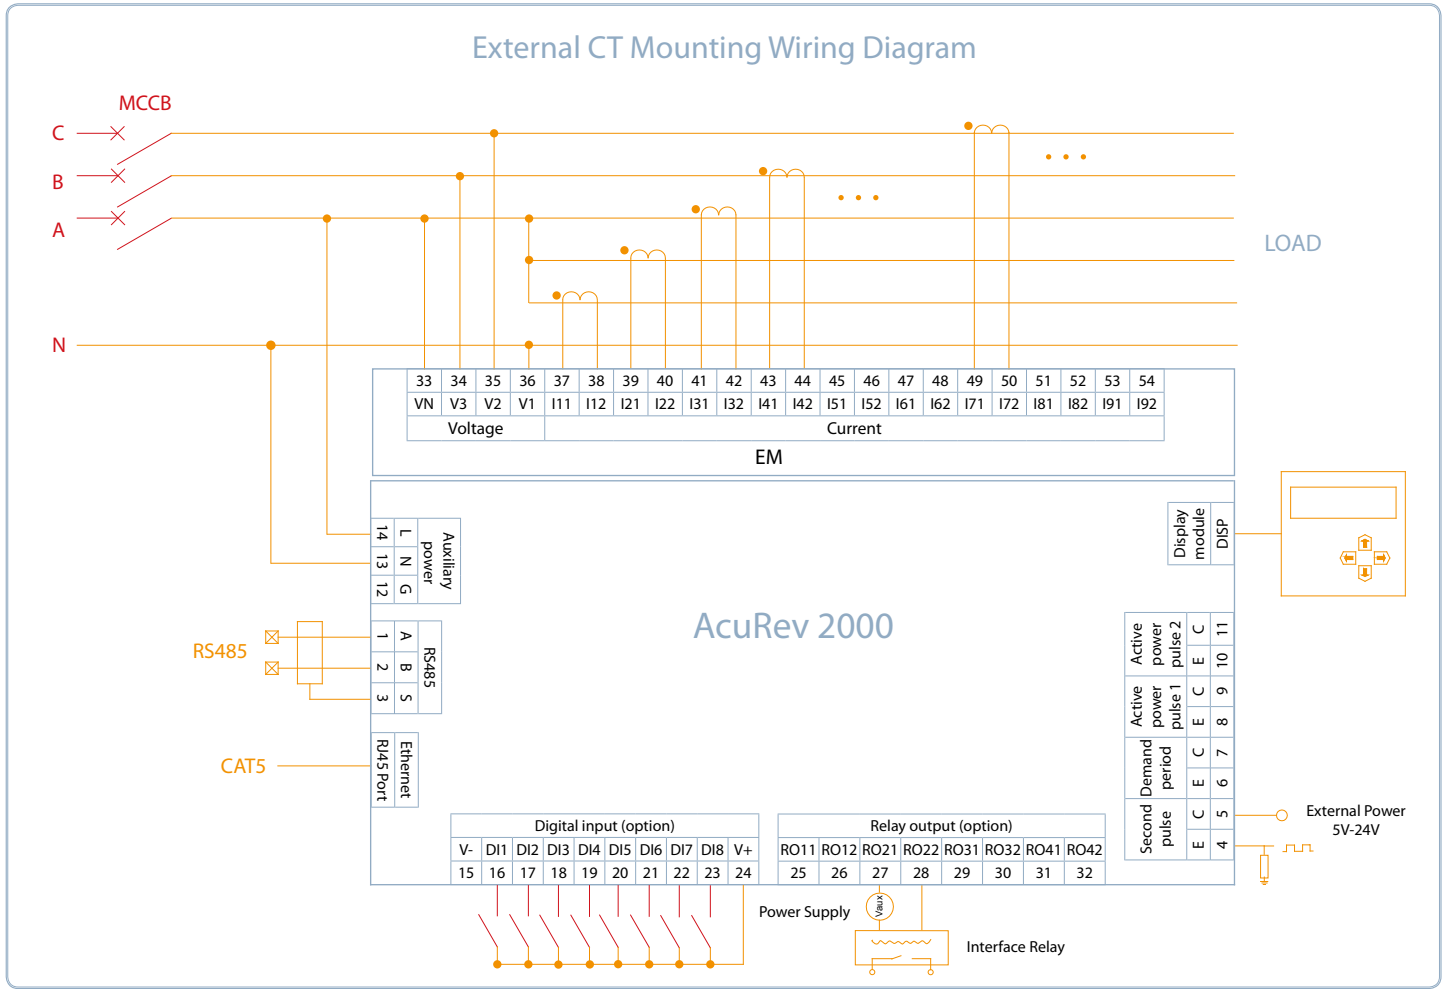 External CT Mounting Wiring Diagram
MCCB
C
B
A
LOAD
N
33 34 35 36 37 38 39 40 41 42 43 44 45 46 47 48 49 50 51 52 53 54
VN V3 V2 V1 I11 I12 I21 I22 I31 I32 I41 I42 I51 I52 I61 I62 I71 I72 I81 I82 I91 I92
Voltage Current
EM
14 L
13 N
12 G
Auxiliary
power
Display
module
DISP
AcuRev 2000
RS485
1 A
2 B
3 S
RS485
CAT5
RJ45 Port
Ethernet
Active
power
pulse 2
C 11
E 10
Active
power
pulse 1
C 9
E 8
Demand
period
C 7
E 6
Second
pulse
C 5
E 4
External Power
5V-24V
Digital input (option)
V- DI1 DI2 DI3 DI4 DI5 DI6 DI7 DI8 V+
15 16 17 18 19 20 21 22 23 24
Relay output (option)
RO11 RO12 RO21 RO22 RO31 RO32 RO41 RO42
25 26 27 28 29 30 31 32
Power Supply
Vaux
Interface Relay